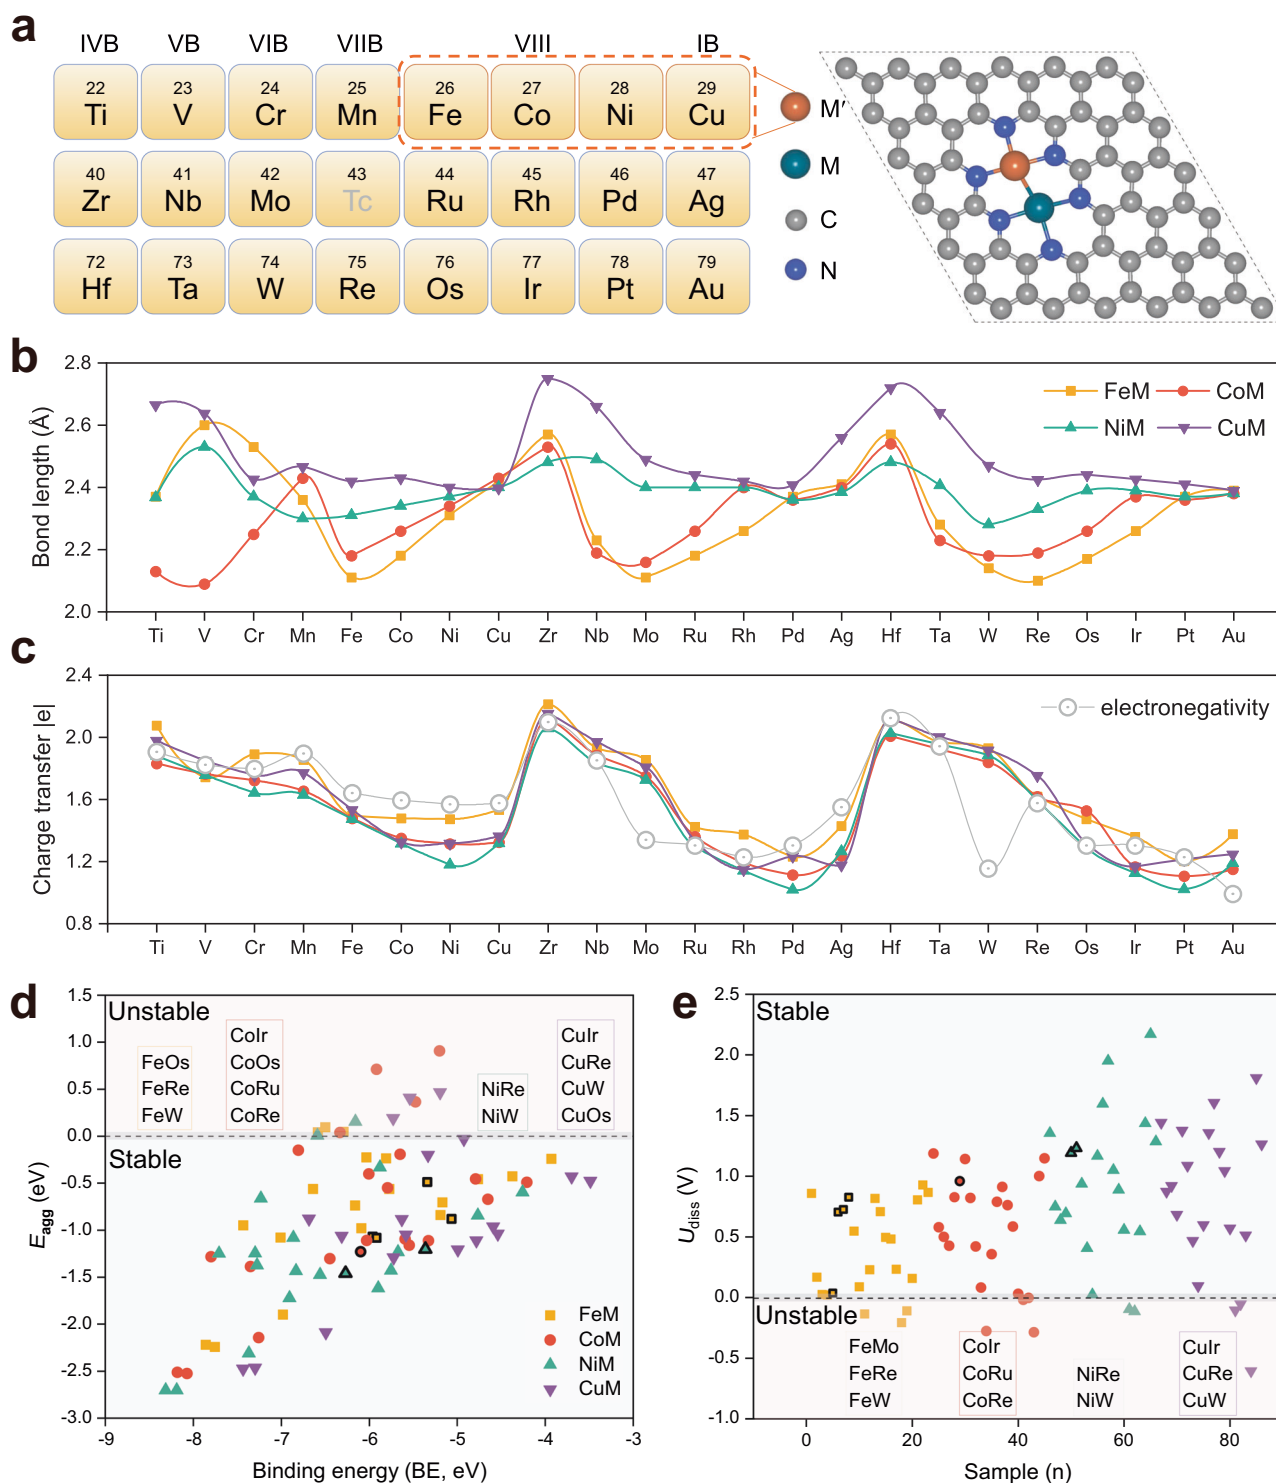 a
IVB VB VIB VIIB VIII IB
22 23 24 25 26 27 28 29
Ti V Cr Mn Fe Co Ni Cu
40 41 42 43 44 45 46 47
Zr Nb Mo Tc Ru Rh Pd Ag
72 73 74 75 76 77 78 79
Hf Ta W Re Os Ir Pt Au
M′
M
C
N
b
Bond length (Å)
2.8
2.6
2.4
2.2
2.0
FeM CoM
NiM CuM
Ti V Cr Mn Fe Co Ni Cu Zr Nb Mo Ru Rh Pd Ag Hf Ta W Re Os Ir Pt Au
c
Charge transfer |e|
2.4
2.0
1.6
1.2
0.8
electronegativity
Ti V Cr Mn Fe Co Ni Cu Zr Nb Mo Ru Rh Pd Ag Hf Ta W Re Os Ir Pt Au
d
Eagg (eV)
1.5
1.0
0.5
0.0
-0.5
-1.0
-1.5
-2.0
-2.5
-3.0
Unstable
FeOs
FeRe
FeW
CoIr
CoOs
CoRu
CoRe
NiRe
NiW
CuIr
CuRe
CuW
CuOs
Stable
FeM
CoM
NiM
CuM
-9 -8 -7 -6 -5 -4 -3
Binding energy (BE, eV)
e
Udiss (V)
2.5
2.0
1.5
1.0
0.5
0.0
-0.5
-1.0
Stable
Unstable
FeMo
FeRe
FeW
CoIr
CoRu
CoRe
NiRe
NiW
CuIr
CuRe
CuW
0 20 40 60 80
Sample (n)